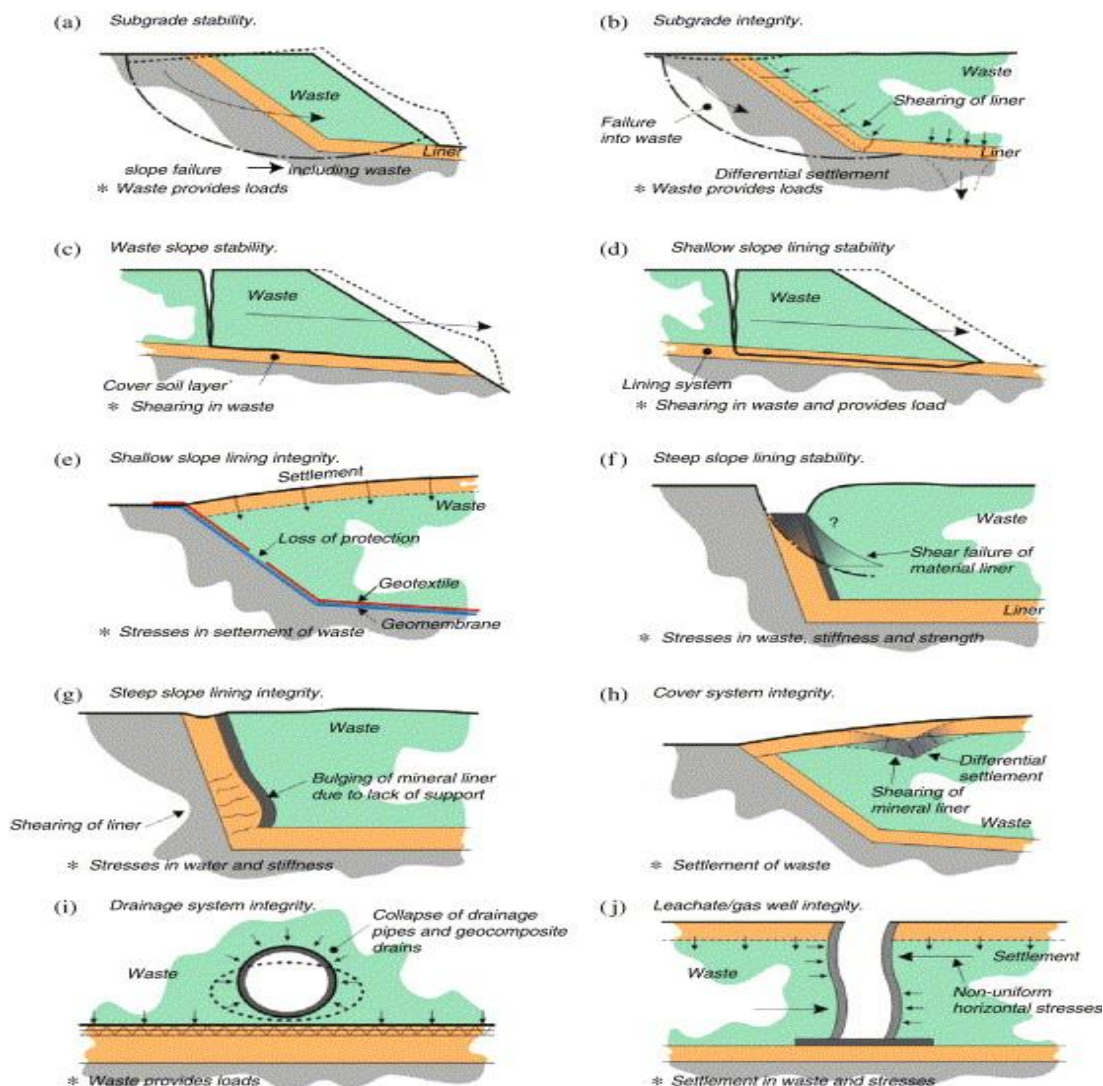 (a) Subgrade stability.
Waste
Liner
slope failure including waste
* Waste provides loads
(b) Subgrade integrity.
Waste
Shearing of liner
Failure
into waste
Liner
Differential settlement
* Waste provides loads
(c) Waste slope stability.
Waste
Cover soil layer
* Shearing in waste
(d) Shallow slope lining stability
Waste
Lining system
* Shearing in waste and provides load
(e) Shallow slope lining integrity.
Settlement
Waste
Loss of protection
Geotextile
Geomembrane
* Stresses in settement of waste
(f) Steep slope lining stability.
?
Waste
Shear failure of
material liner
Liner
* Stresses in waste, stiffness and strength
(g) Steep slope lining integrity.
Waste
Bulging of mineral liner
due to lack of support
Shearing of liner
* Stresses in water and stiffness
(h) Cover system integrity.
Differential
settlement
Shearing of
mineral liner
Waste
* Settlement of waste
(i) Drainage system integrity.
Collapse of drainage
pipes and geocomposite
drains
Waste
* Waste provides loads
(j) Leachate/gas well integity.
Settlement
Waste
Non-uniform
horizontal stresses
* Settlement in waste and stresses